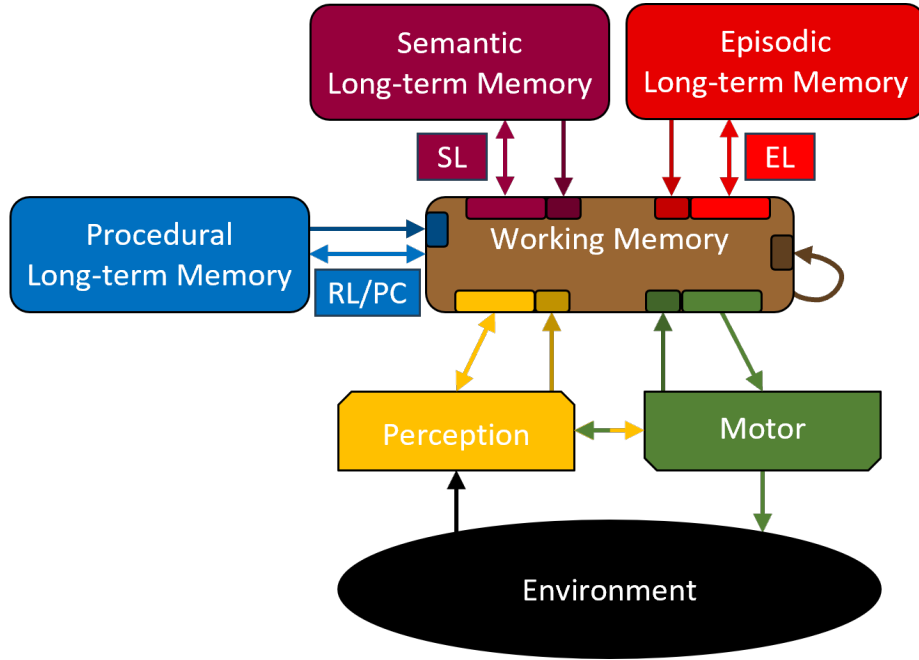 Semantic
Long-term Memory
Episodic
Long-term Memory
SL
EL
Procedural
Long-term Memory
Working Memory
RL/PC
Perception
Motor
Environment